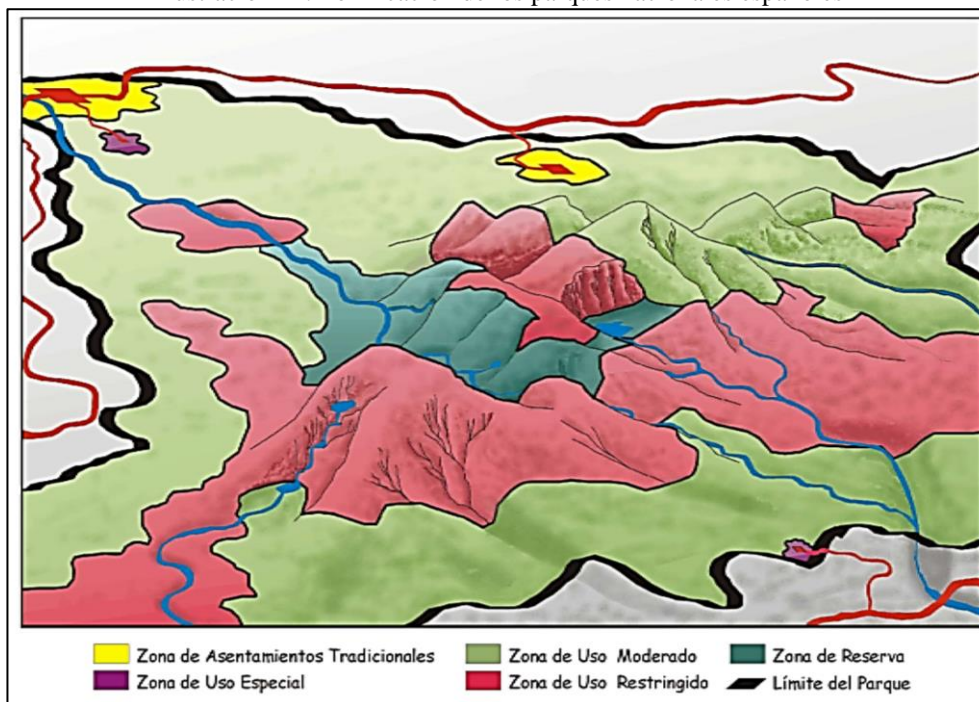 Zona de Asentamientos Tradicionales
Zona de Uso Moderado
Zona de Reserva
Zona de Uso Especial
Zona de Uso Restringido
Límite del Parque